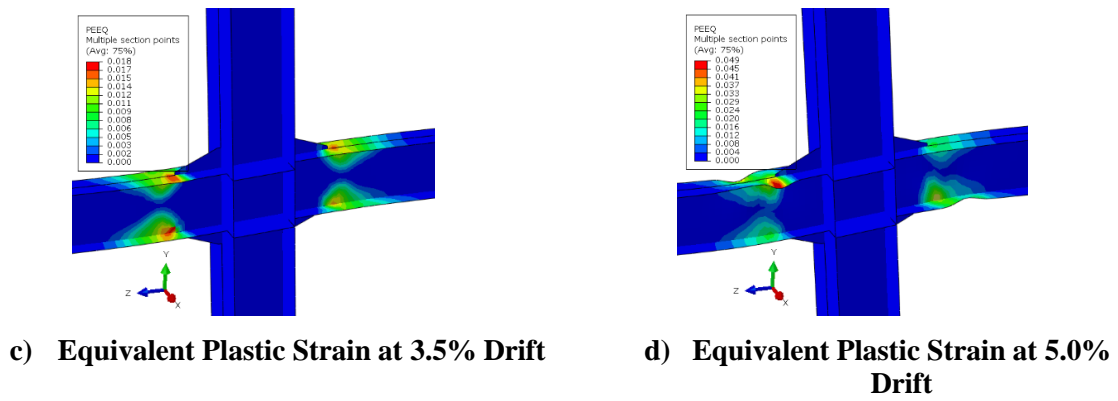 PEEQ
Multiple section points
(Avg: 75%)
0.018
0.017
0.015
0.014
0.012
0.011
0.009
0.008
0.006
0.005
0.003
0.002
0.000
Y
Z
X
c) Equivalent Plastic Strain at 3.5% Drift
PEEQ
Multiple section points
(Avg: 75%)
0.049
0.045
0.041
0.037
0.033
0.029
0.024
0.020
0.016
0.012
0.008
0.004
0.000
Y
Z
X
d) Equivalent Plastic Strain at 5.0%
Drift